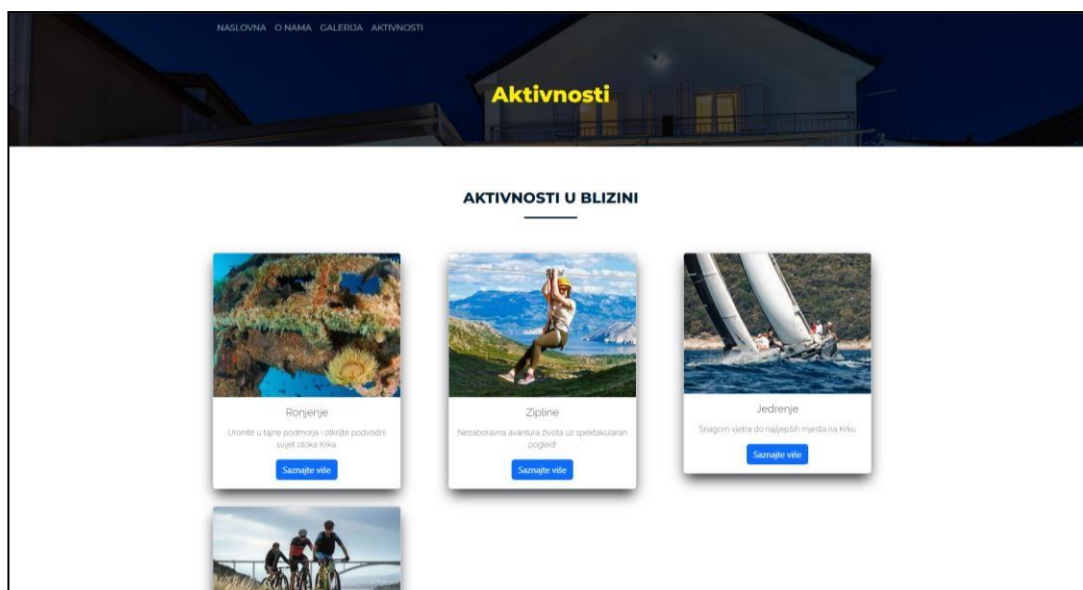 NASLOVNA O NAMA GALERIJA AKTIVNOSTI
Aktivnosti
AKTIVNOSTI U BLIZINI
Ronjenje
Uronite u tajne podmorja i otkrijte podvodni
svijet otoka Krka
Saznajte više
Zipline
Nezaboravna avantura života uz spektakularan
pogled!
Saznajte više
Jedrenje
Snagom vjetra do najljepših mjesta na Krku
Saznajte više